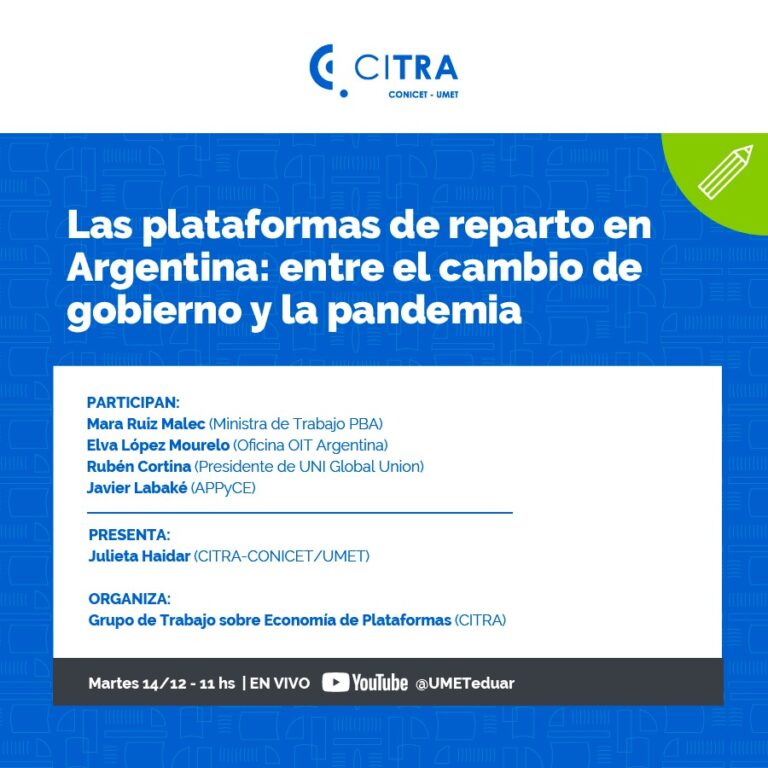 CITRA
CONICET - UMET
Las plataformas de reparto en
Argentina: entre el cambio de
gobierno y la pandemia
PARTICIPAN:
Mara Ruiz Malec (Ministra de Trabajo PBA)
Elva López Mourelo (Oficina OIT Argentina)
Rubén Cortina (Presidente de UNI Global Union)
Javier Labaké (APPyCE)
PRESENTA:
Julieta Haidar (CITRA-CONICET/UMET)
ORGANIZA:
Grupo de Trabajo sobre Economía de Plataformas (CITRA)
Martes 14/12 - 11 hs | EN VIVO YouTube @UMETeduar